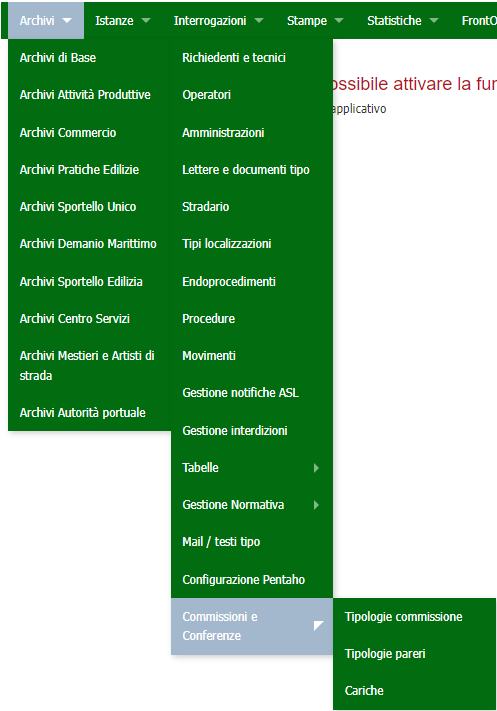 Archivi Istanze Interrogazioni Stampe Statistiche FrontO
Archivi di Base
Archivi Attività Produttive
Archivi Commercio
Archivi Pratiche Edilizie
Archivi Sportello Unico
Archivi Demanio Marittimo
Archivi Sportello Edilizia
Archivi Centro Servizi
Archivi Mestieri e Artisti di
strada
Archivi Autorità portuale
Richiedenti e tecnici
Operatori
Amministrazioni
Lettere e documenti tipo
Stradario
Tipi localizzazioni
Endoprocedimenti
Procedure
Movimenti
Gestione notifiche ASL
Gestione interdizioni
Tabelle
Gestione Normativa
Mail / testi tipo
Configurazione Pentaho
Commissioni e
Conferenze
Tipologie commissione
Tipologie pareri
Cariche
ossibile attivare la fur
applicativo